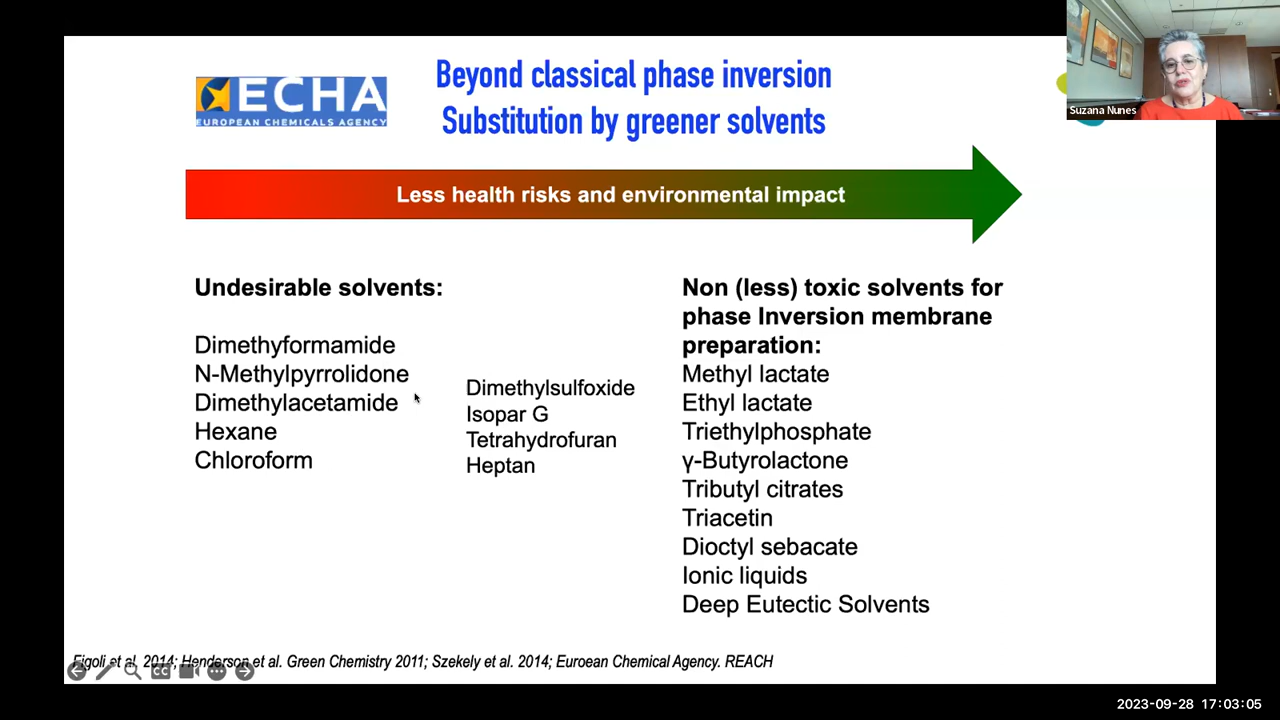 ECHA
EUROPEAN CHEMICALS AGENCY
Beyond classical phase inversion
Substitution by greener solvents
Suzana Nunes
Less health risks and environmental impact
Undesirable solvents:
Dimethyformamide
N-Methylpyrrolidone
Dimethylacetamide
Hexane
Chloroform
Dimethylsulfoxide
Isopar G
Tetrahydrofuran
Heptan
Non (less) toxic solvents for
phase Inversion membrane
preparation:
Methyl lactate
Ethyl lactate
Triethylphosphate
γ-Butyrolactone
Tributyl citrates
Triacetin
Dioctyl sebacate
Ionic liquids
Deep Eutectic Solvents
Figoli et al. 2014; Henderson et al. Green Chemistry 2011; Szekely et al. 2014; Euroean Chemical Agency. REACH
CC
2023-09-28 17:03:05